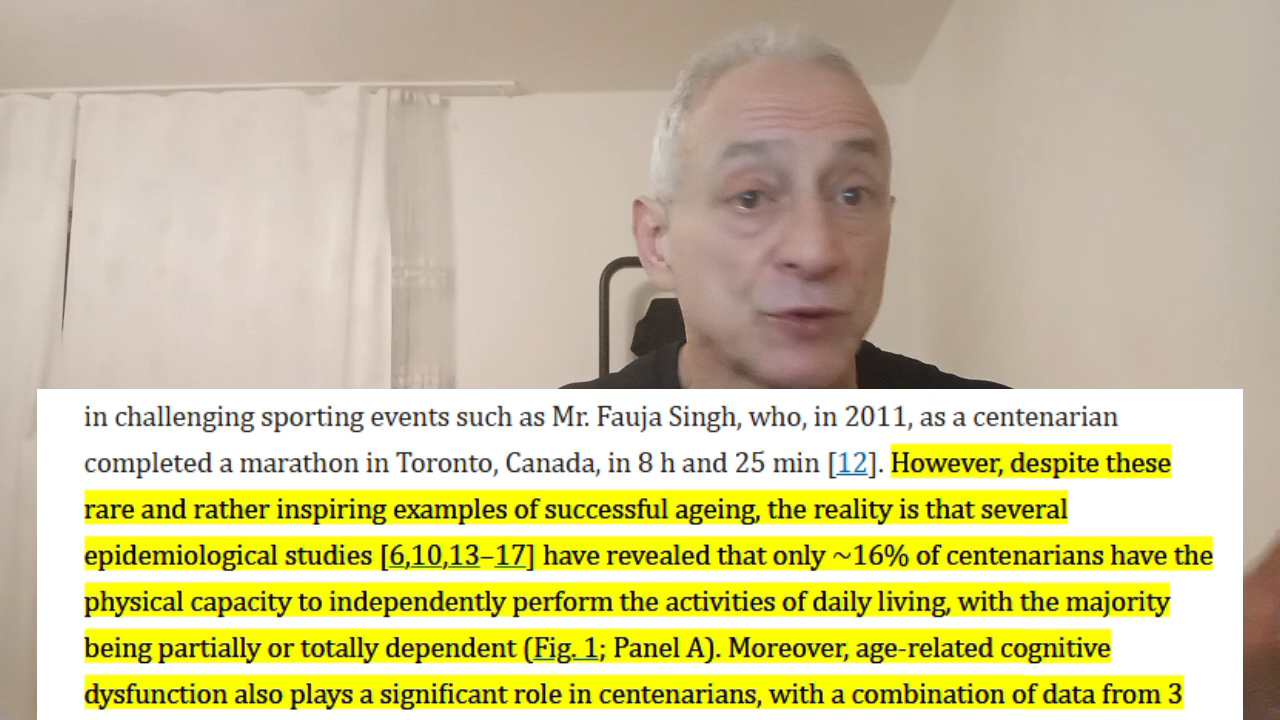 in challenging sporting events such as Mr. Fauja Singh, who, in 2011, as a centenarian
completed a marathon in Toronto, Canada, in 8 h and 25 min [12]. However, despite these
rare and rather inspiring examples of successful ageing, the reality is that several
epidemiological studies [6,10,13–17] have revealed that only ~16% of centenarians have the
physical capacity to independently perform the activities of daily living, with the majority
being partially or totally dependent (Fig. 1; Panel A). Moreover, age-related cognitive
dysfunction also plays a significant role in centenarians, with a combination of data from 3